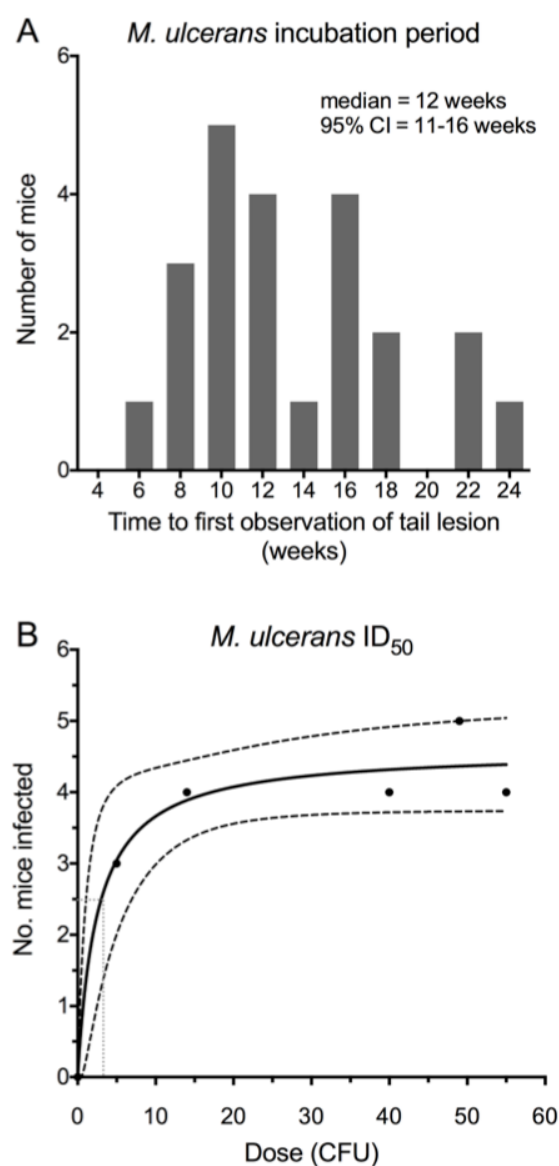 A
M. ulcerans incubation period
6
median = 12 weeks
95% CI = 11-16 weeks
4
Number of mice
2
0
4 6 8 10 12 14 16 18 20 22 24
Time to first observation of tail lesion
(weeks)
B
M. ulcerans ID50
6
5
4
No. mice infected
3
2
1
0
0 10 20 30 40 50 60
Dose (CFU)